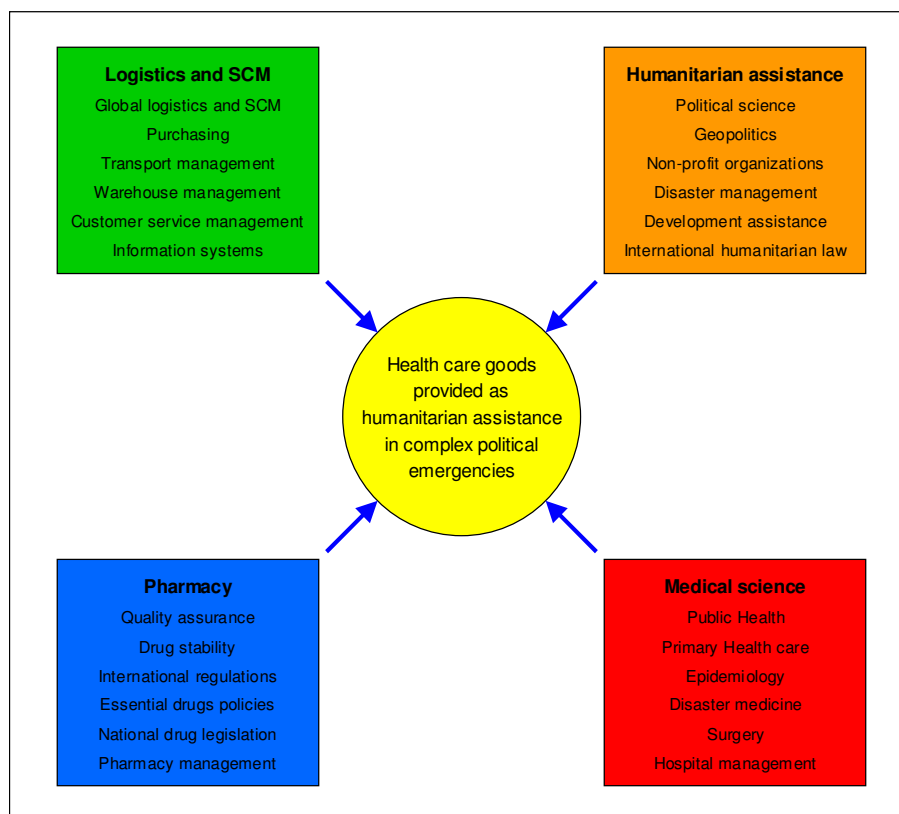 Logistics and SCM
Global logistics and SCM
Purchasing
Transport management
Warehouse management
Customer service management
Information systems
Humanitarian assistance
Political science
Geopolitics
Non-profit organizations
Disaster management
Development assistance
International humanitarian law
Health care goods
provided as
humanitarian assistance
in complex political
emergencies
Pharmacy
Quality assurance
Drug stability
International regulations
Essential drugs policies
National drug legislation
Pharmacy management
Medical science
Public Health
Primary Health care
Epidemiology
Disaster medicine
Surgery
Hospital management